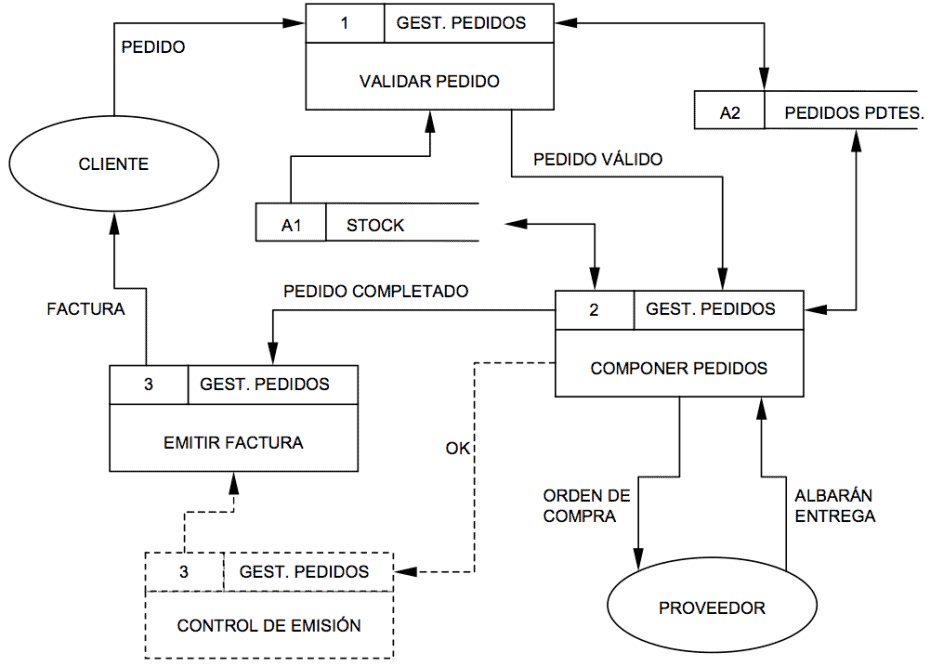 1 GEST. PEDIDOS
PEDIDO
VALIDAR PEDIDO
A2 PEDIDOS PDTES.
CLIENTE
PEDIDO VÁLIDO
A1 STOCK
FACTURA
PEDIDO COMPLETADO
2 GEST. PEDIDOS
COMPONER PEDIDOS
3 GEST. PEDIDOS
EMITIR FACTURA
OK
ORDEN DE
COMPRA
ALBARÁN
ENTREGA
3 GEST. PEDIDOS
CONTROL DE EMISIÓN
PROVEEDOR